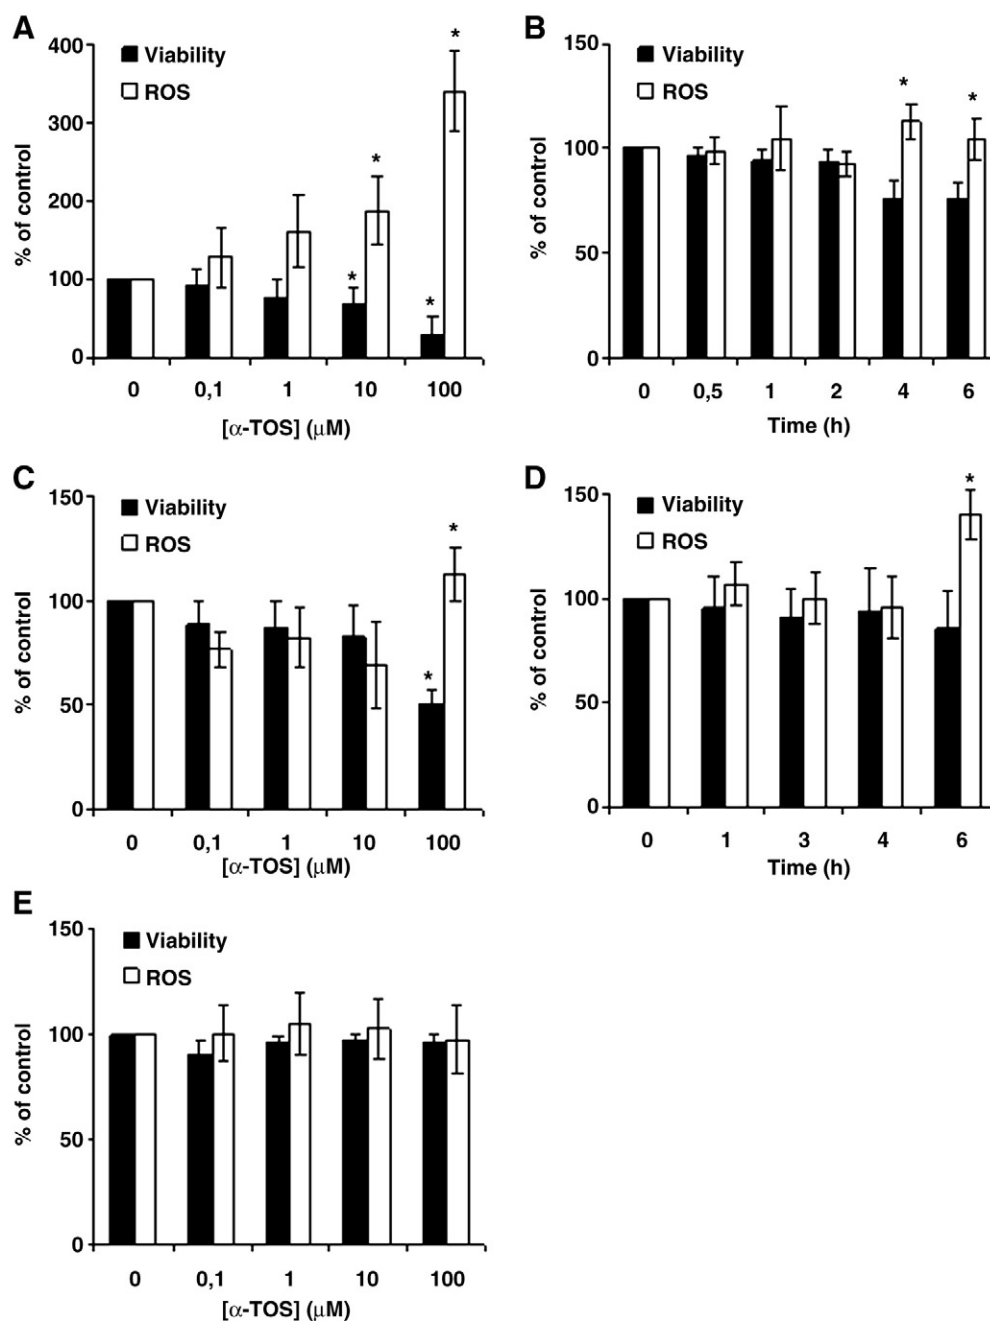 A
400
300
200
100
0
% of control
Viability
ROS
*
*
*
*
0 0,1 1 10 100
[α-TOS] (μM)
B
150
100
50
0
% of control
Viability
ROS
*
*
0 0,5 1 2 4 6
Time (h)
C
150
100
50
0
% of control
Viability
ROS
*
*
0 0,1 1 10 100
[α-TOS] (μM)
D
150
100
50
0
% of control
Viability
ROS
*
0 1 3 4 6
Time (h)
E
150
100
50
0
% of control
Viability
ROS
0 0,1 1 10 100
[α-TOS] (μM)